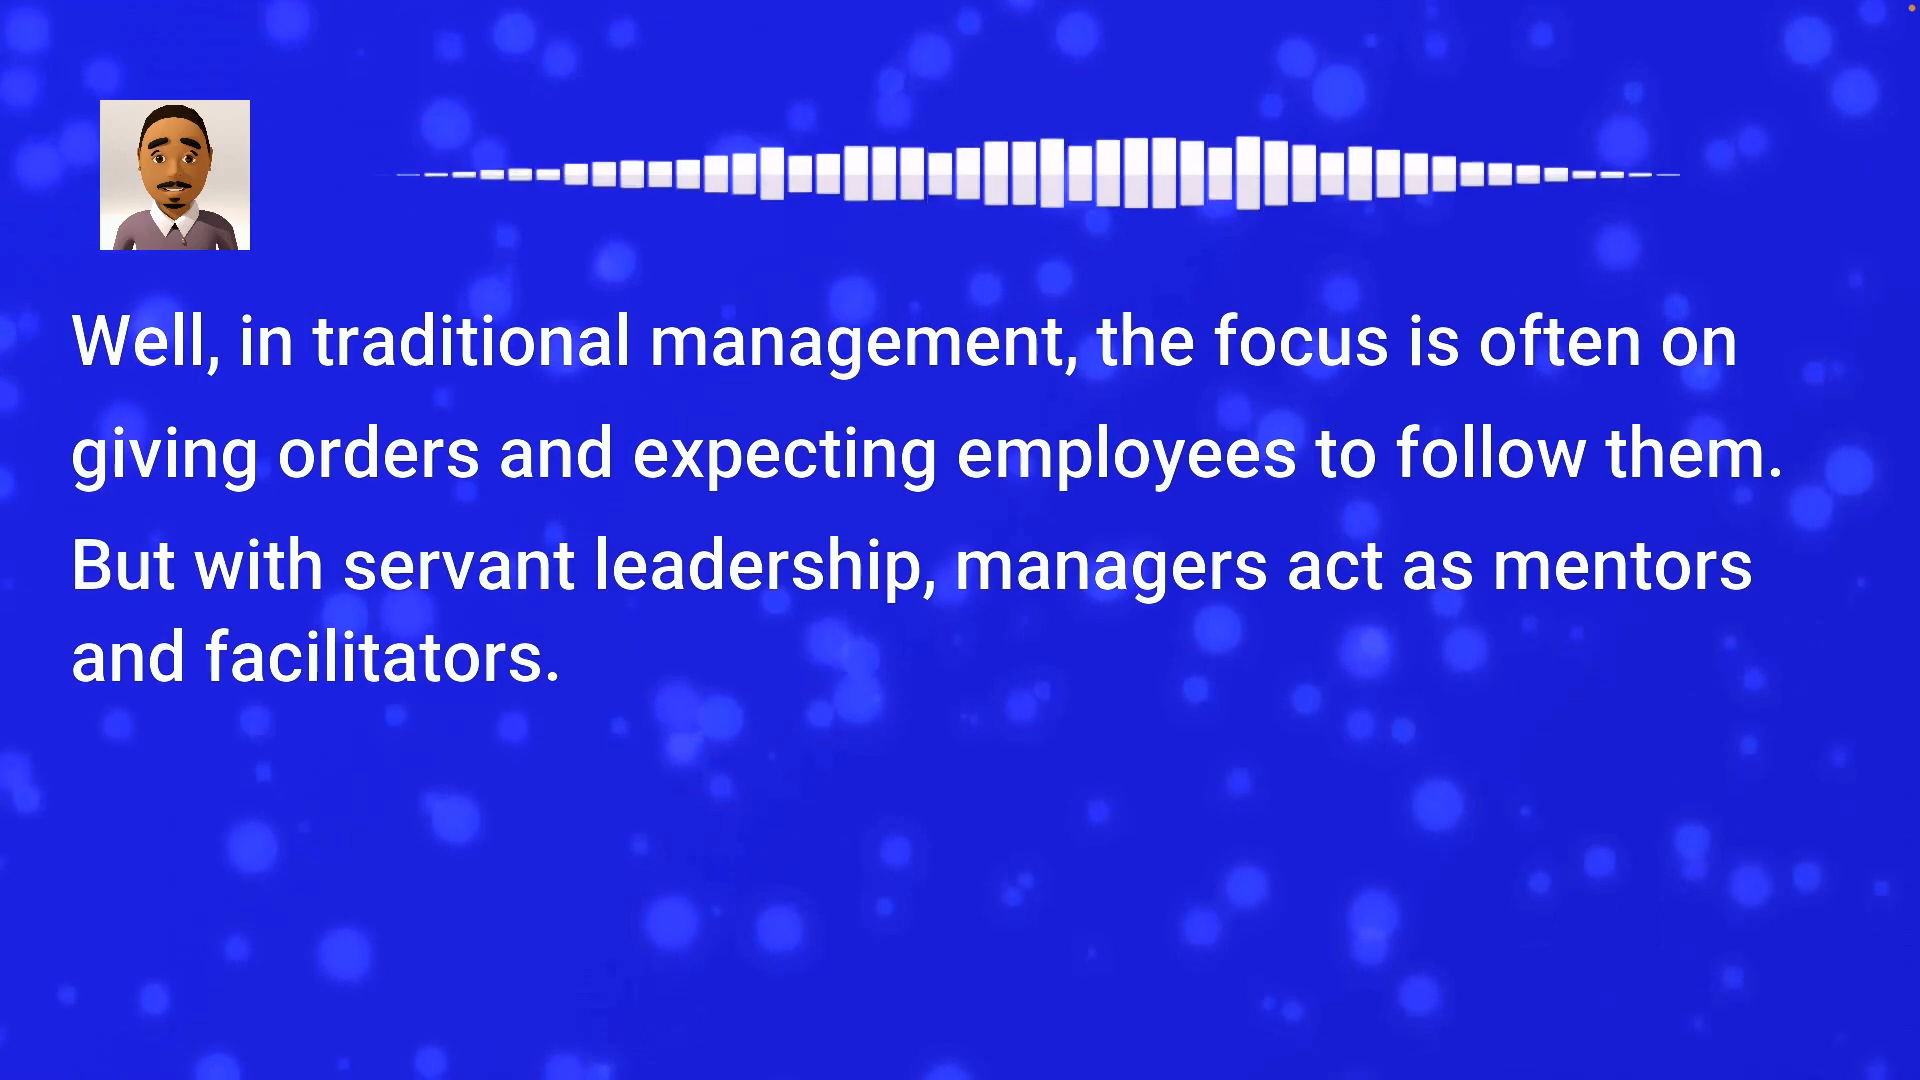 Well, in traditional management, the focus is often on
giving orders and expecting employees to follow them.
But with servant leadership, managers act as mentors
and facilitators.